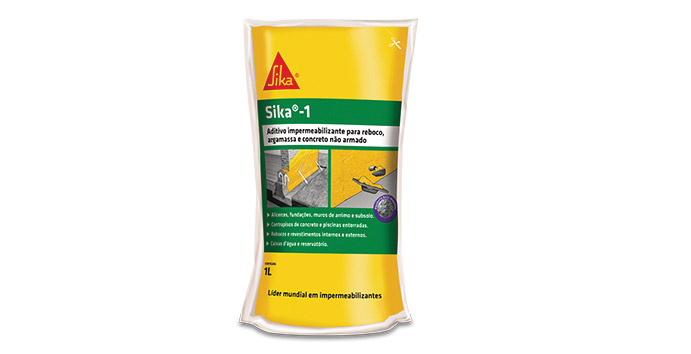 Sika®
Sika®-1
Aditivo impermeabilizante para reboco,
argamassa e concreto não armado
Alicerces, fundações, muros de arrimo e subsolo.
Contrapisos de concreto e piscinas enterradas.
Rebocos e revestimentos internos e externos.
Caixas d'água e reservatório.
1L
Líder mundial em impermeabilizantes